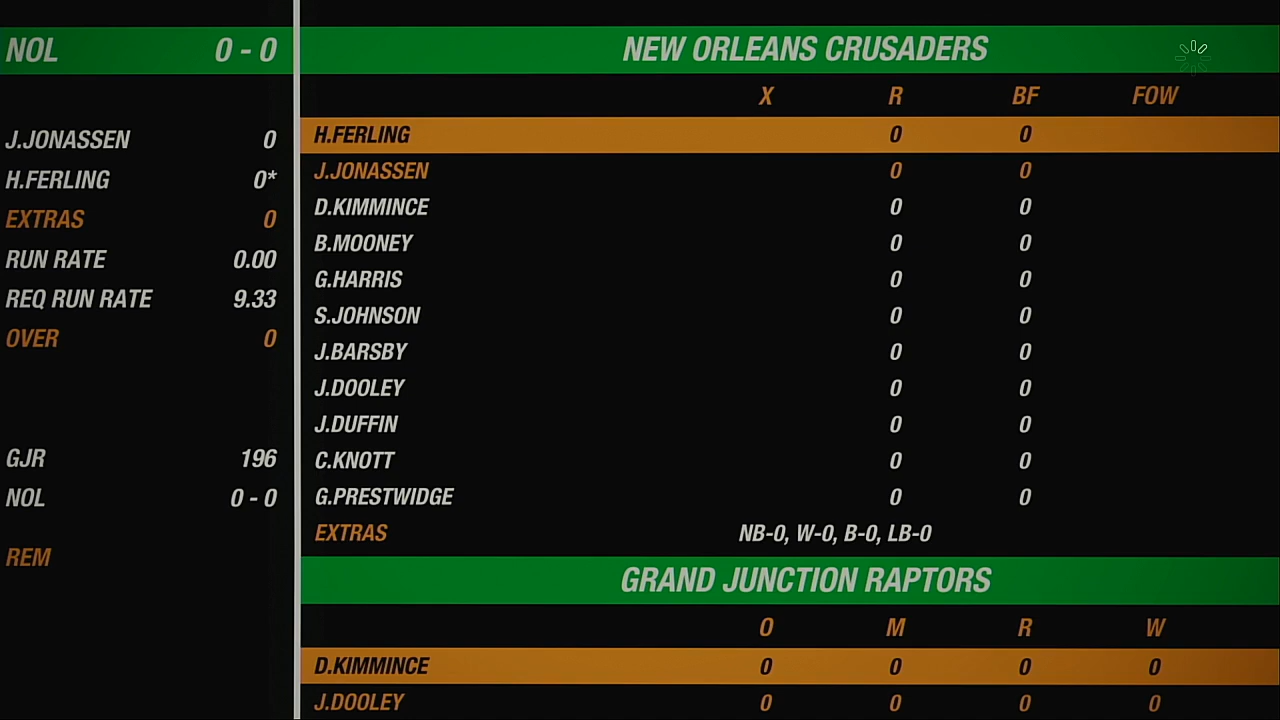 NOL 0 - 0
J.JONASSEN 0
H.FERLING 0*
EXTRAS 0
RUN RATE 0.00
REQ RUN RATE 9.33
OVER 0
GJR 196
NOL 0 - 0
REM
NEW ORLEANS CRUSADERS
X R BF FOW
H.FERLING 0 0
J.JONASSEN 0 0
D.KIMMINCE 0 0
B.MOONEY 0 0
G.HARRIS 0 0
S.JOHNSON 0 0
J.BARSBY 0 0
J.DOOLEY 0 0
J.DUFFIN 0 0
C.KNOTT 0 0
G.PRESTWIDGE 0 0
EXTRAS NB-0, W-0, B-0, LB-0
GRAND JUNCTION RAPTORS
O M R W
D.KIMMINCE 0 0 0 0
J.DOOLEY 0 0 0 0